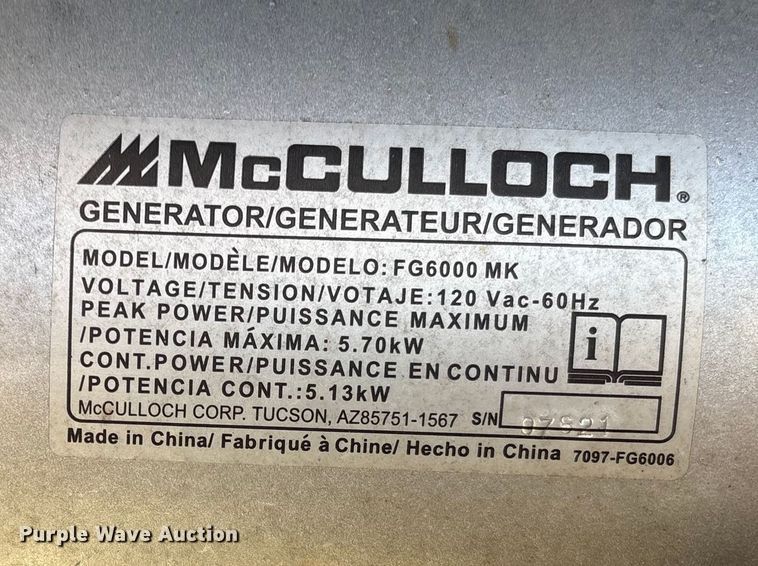 McCULLOCH®
GENERATOR/GENERATEUR/GENERADOR
MODEL/MODÈLE/MODELO: FG6000 MK
VOLTAGE/TENSION/VOTAJE:120 Vac-60Hz
PEAK POWER/PUISSANCE MAXIMUM
/POTENCIA MÁXIMA: 5.70kW
CONT.POWER/PUISSANCE EN CONTINU
/POTENCIA CONT.:5.13kW
i
McCULLOCH CORP. TUCSON, AZ85751-1567 S/N
Made in China/ Fabriqué à Chine/ Hecho in China 7097-FG6006
Purple Wave Auction